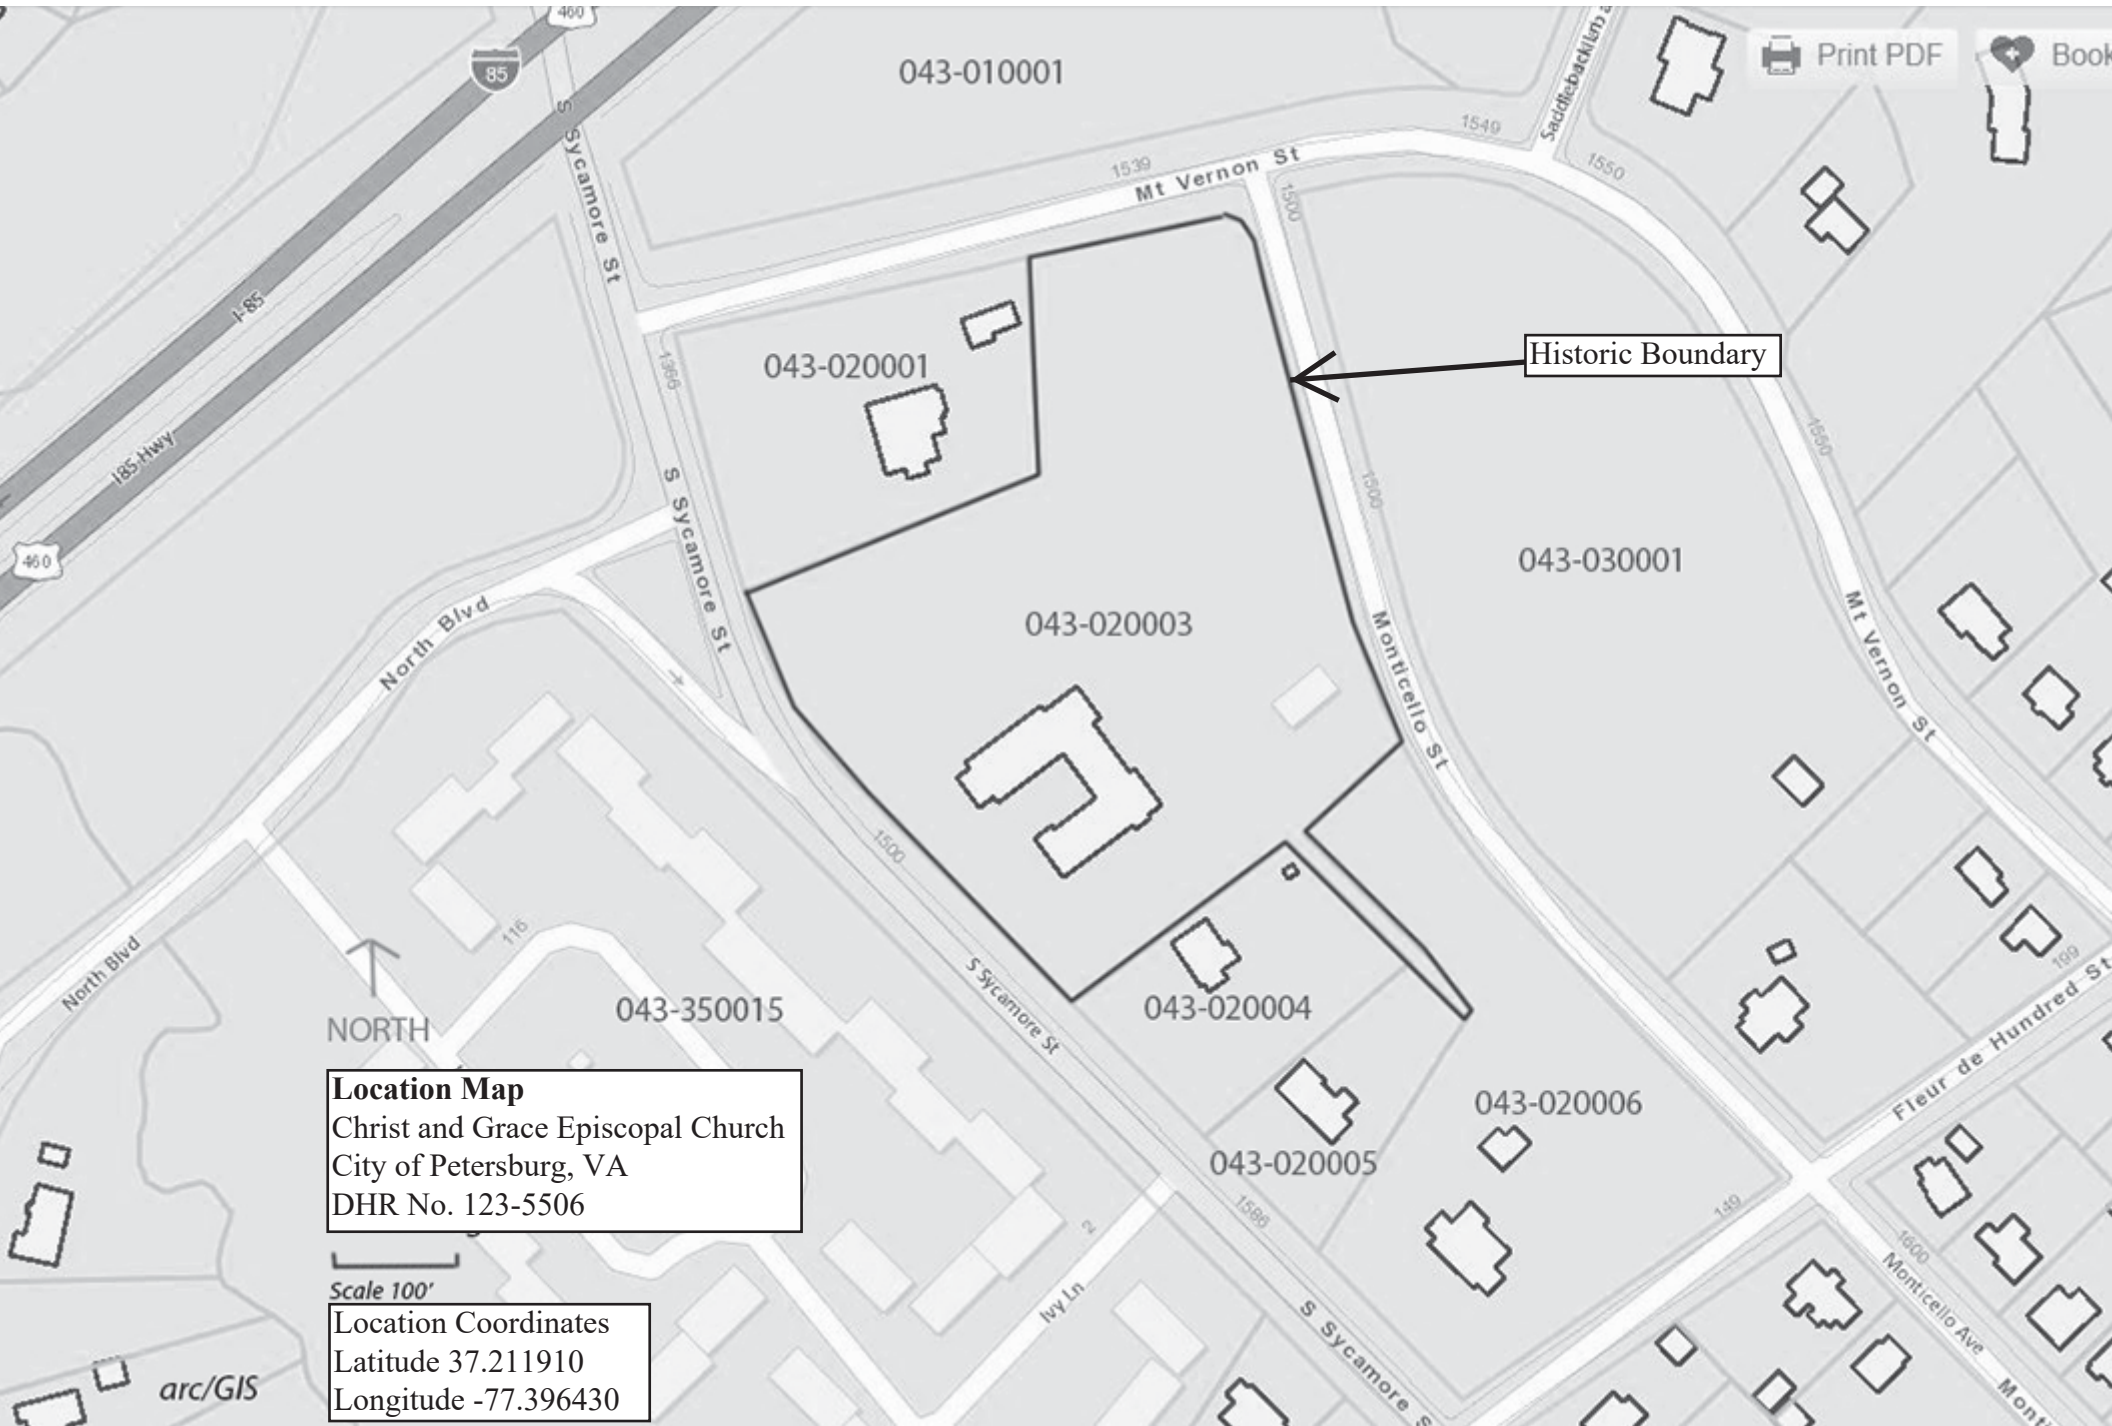 460
85
043-010001
Print PDF
Book
S Sycamore St
1539
Mt Vernon St
1549
1550
1500
I-85
I85 Hwy
460
1366
043-020001
Historic Boundary
1550
S Sycamore St
1500
043-030001
North Blvd
043-020003
Monticello St
Mt Vernon St
1500
116
North Blvd
S Sycamore St
199
043-350015
043-020004
NORTH
Fleur de Hundred St
Location Map
Christ and Grace Episcopal Church
City of Petersburg, VA
DHR No. 123-5506
043-020006
043-020005
1586
149
2
1600
Scale 100'
Ivy Ln
Monticello Ave
S Sycamore S
Location Coordinates
Latitude 37.211910
Longitude -77.396430
arc/GIS
Mont